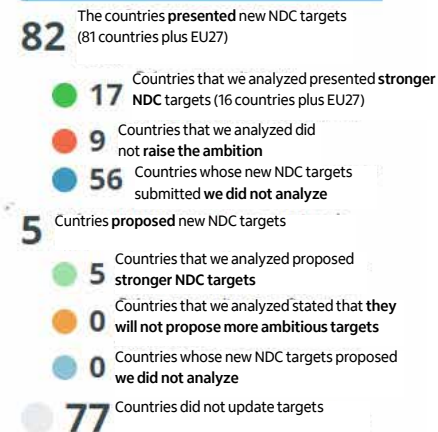 The countries presented new NDC targets
82 (81 countries plus EU27)
Countries that we analyzed presented stronger
17 NDC targets (16 countries plus EU27)
9 Countries that we analyzed did
not raise the ambition
56 Countries whose new NDC targets
submitted we did not analyze
5 Cuntries proposed new NDC targets
5 Countries that we analyzed proposed
stronger NDC targets
0 Countries that we analyzed stated that they
will not propose more ambitious targets
0 Countries whose new NDC targets proposed
we did not analyze
77 Countries did not update targets